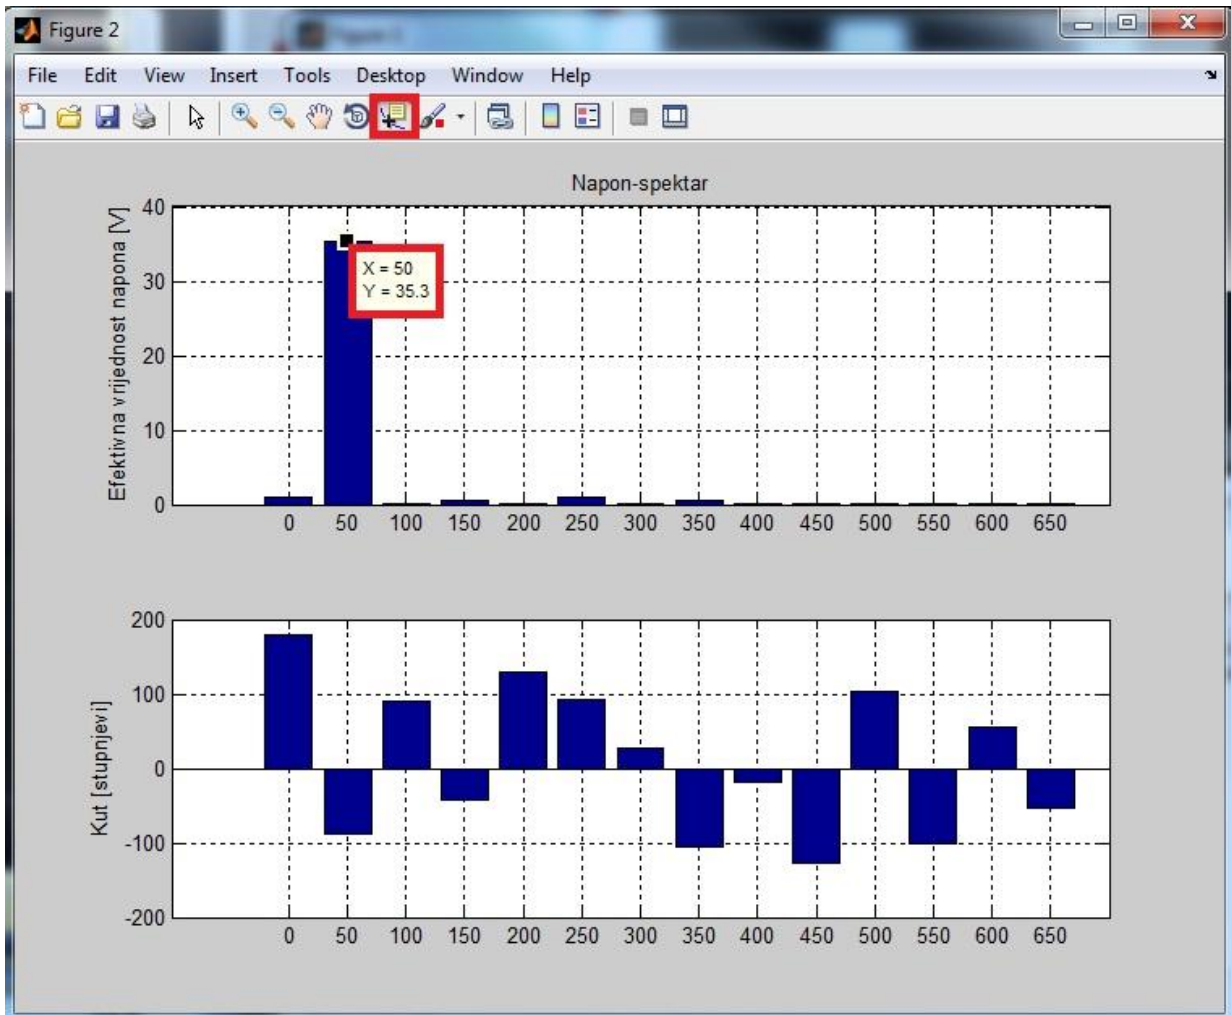 Figure 2
File Edit View Insert Tools Desktop Window Help
Napon-spektar
Efektivna vrijednost napona [V]
40
30
20
10
0
X = 50
Y = 35.3
0 50 100 150 200 250 300 350 400 450 500 550 600 650
Kut [stupnjevi]
200
100
0
-100
-200
0 50 100 150 200 250 300 350 400 450 500 550 600 650